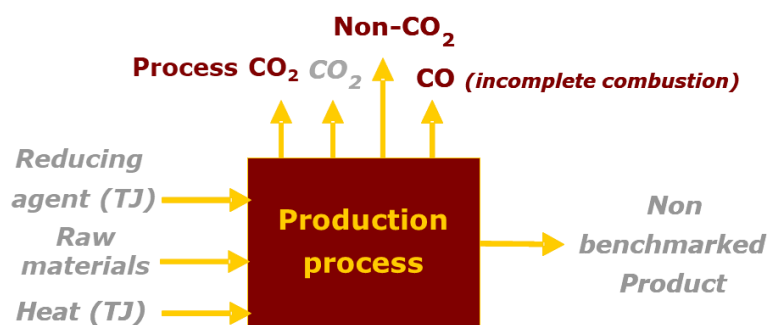 Non-CO₂
Process CO₂ CO₂ CO (incomplete combustion)
Reducing
agent (TJ)
Raw
materials
Heat (TJ)
Production
process
Non
benchmarked
Product